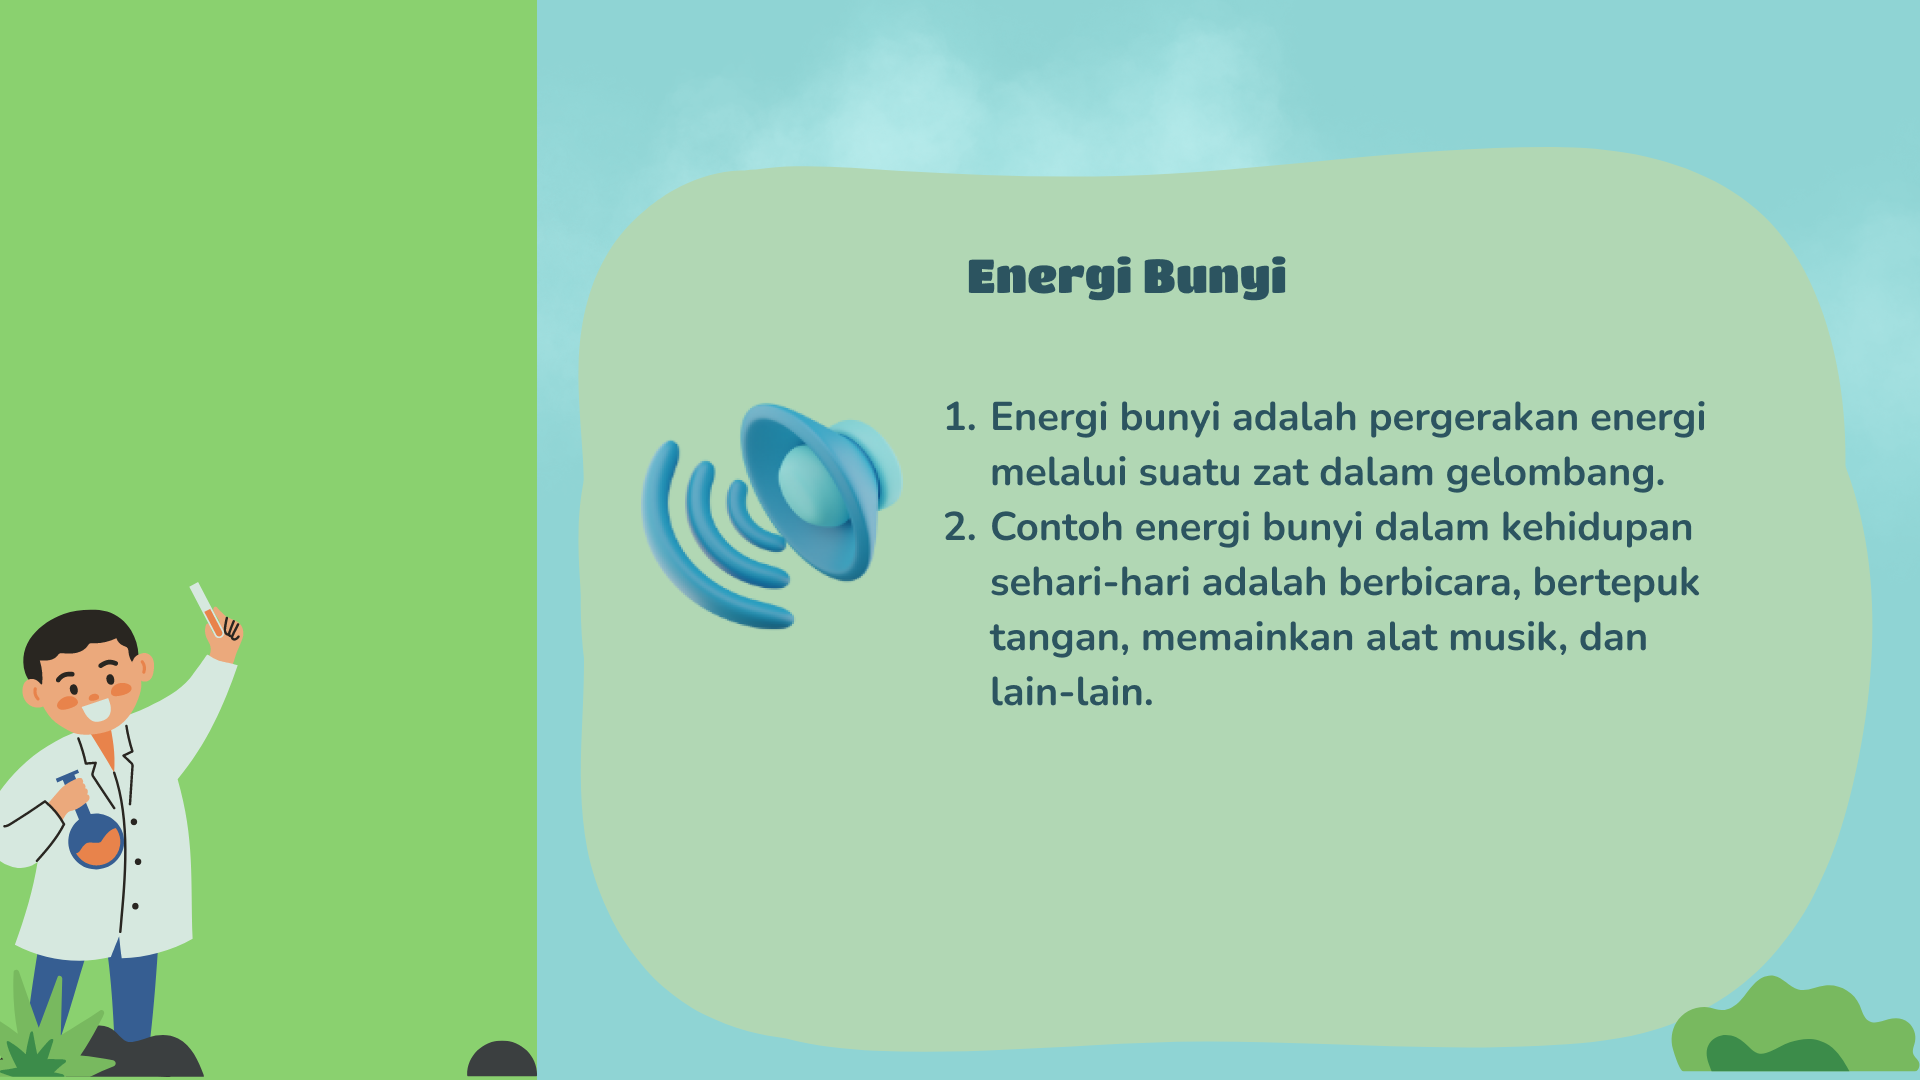 Energi Bunyi
1. Energi bunyi adalah pergerakan energi
melalui suatu zat dalam gelombang.
2. Contoh energi bunyi dalam kehidupan
sehari-hari adalah berbicara, bertepuk
tangan, memainkan alat musik, dan
lain-lain.